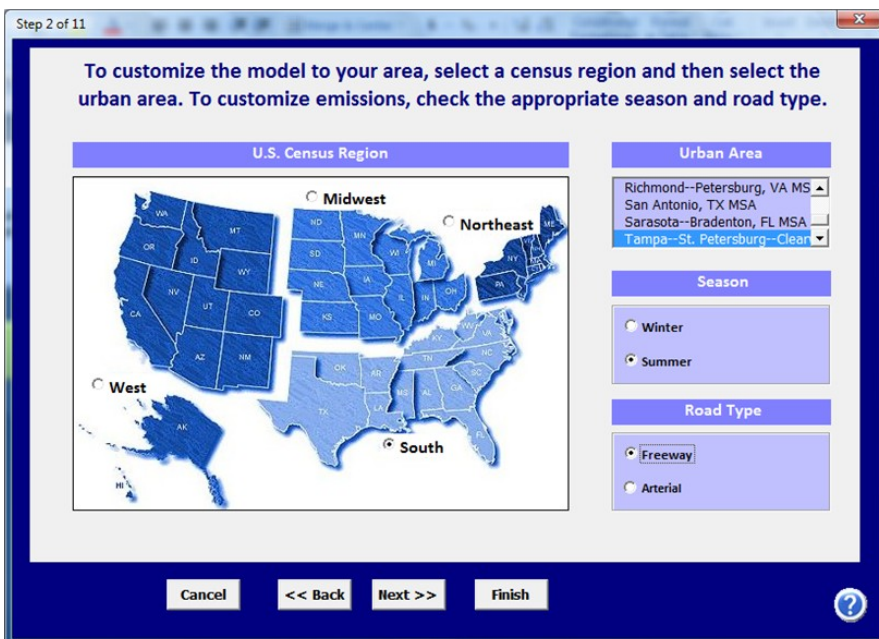 Step 2 of 11
To customize the model to your area, select a census region and then select the
urban area. To customize emissions, check the appropriate season and road type.
U.S. Census Region
Urban Area
Midwest
Northeast
West
South
WA
OR
CA
ID
NV
MT
WY
UT
CO
AZ
NM
AK
HI
ND
SD
NE
KS
MN
IA
MO
WI
IL
MI
IN
OH
NY
PA
ME
OK
TX
AR
LA
MS
AL
TN
KY
GA
FL
SC
NC
VA
WV
Richmond--Petersburg, VA MS
San Antonio, TX MSA
Sarasota--Bradenton, FL MSA
Tampa--St. Petersburg--Clear
Season
Winter
Summer
Road Type
Freeway
Arterial
Cancel
<< Back
Next >>
Finish
?